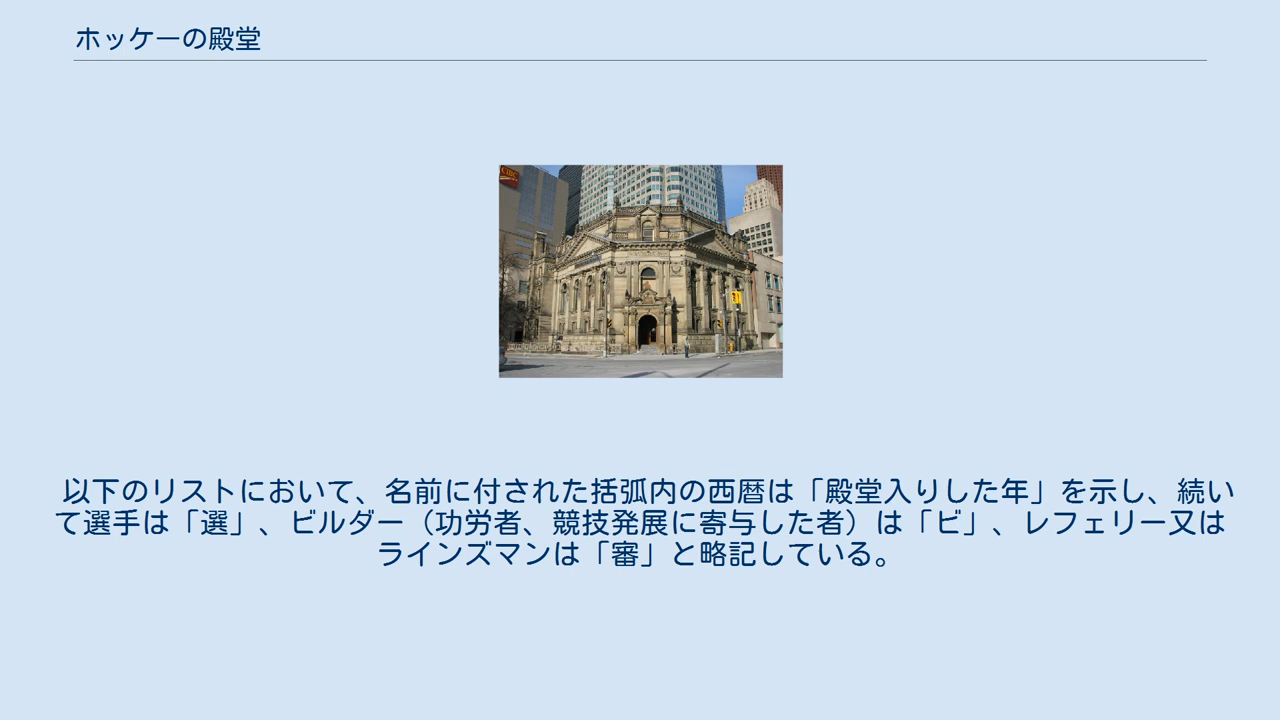 ホッケーの殿堂
CIBC
以下のリストにおいて、名前に付された括弧内の西暦は「殿堂入りした年」を示し、続い
て選手は「選」、ビルダー（功労者、競技発展に寄与した者）は「ビ」、レフェリー又は
ラインズマンは「審」と略記している。